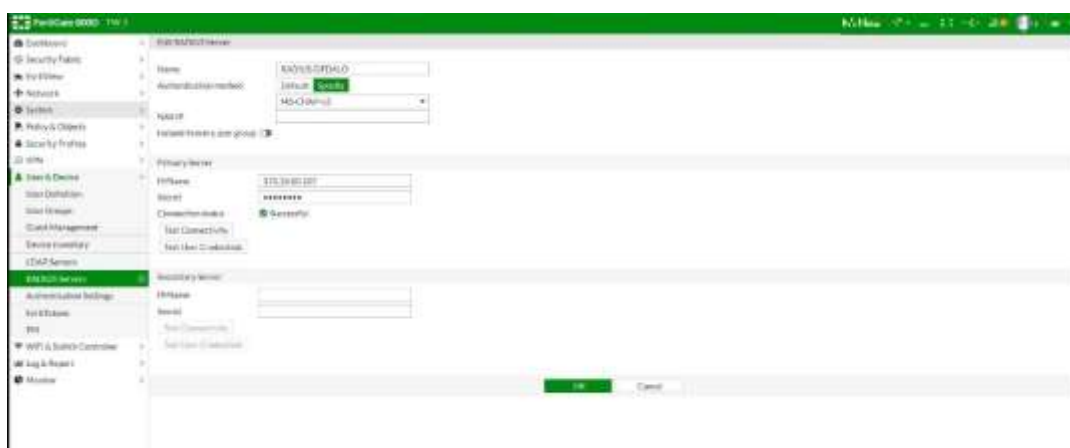 Dashboard
Security Fabric
FortiView
Network
System
Policy & Objects
Security Profiles
VPN
User & Device
User Definition
User Groups
Guest Management
Device Inventory
LDAP Servers
RADIUS Servers
Authentication Settings
FortiTokens
PKI
WiFi & Switch Controller
Log & Report
Monitor
Edit RADIUS Server
Name
Authentication method Default Specify
MS-CHAP-v2
NAS IP
Include in every user group
Primary Server
IP/Name
Secret ••••••••
Connection status Successful
Test Connectivity
Test User Credentials
Secondary Server
IP/Name
Secret
Test Connectivity
Test User Credentials
OK Cancel